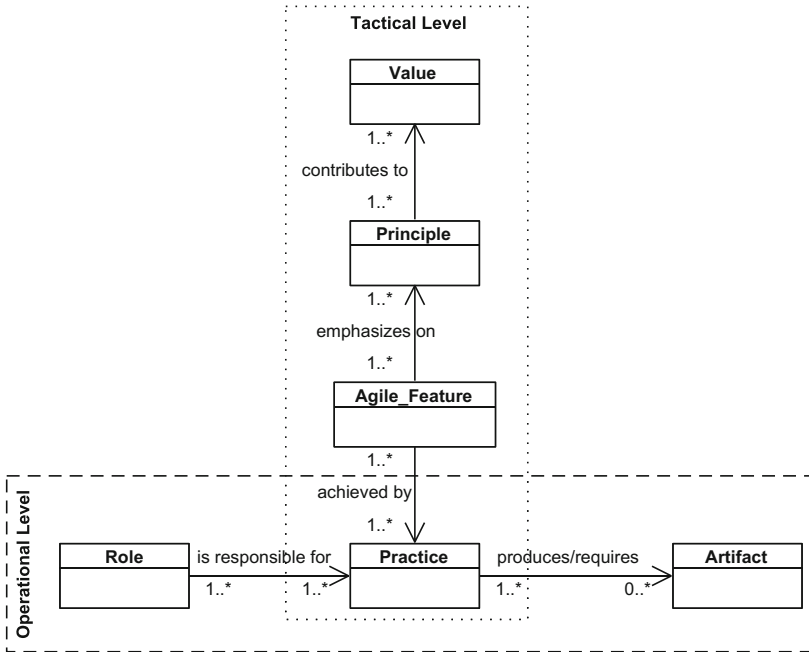 Tactical Level
Value
1..*
contributes to
1..*
Principle
1..*
emphasizes on
1..*
Agile_Feature
1..*
achieved by
1..*
Operational Level
Role
is responsible for
1..*
1..*
Practice
produces/requires
1..*
0..*
Artifact